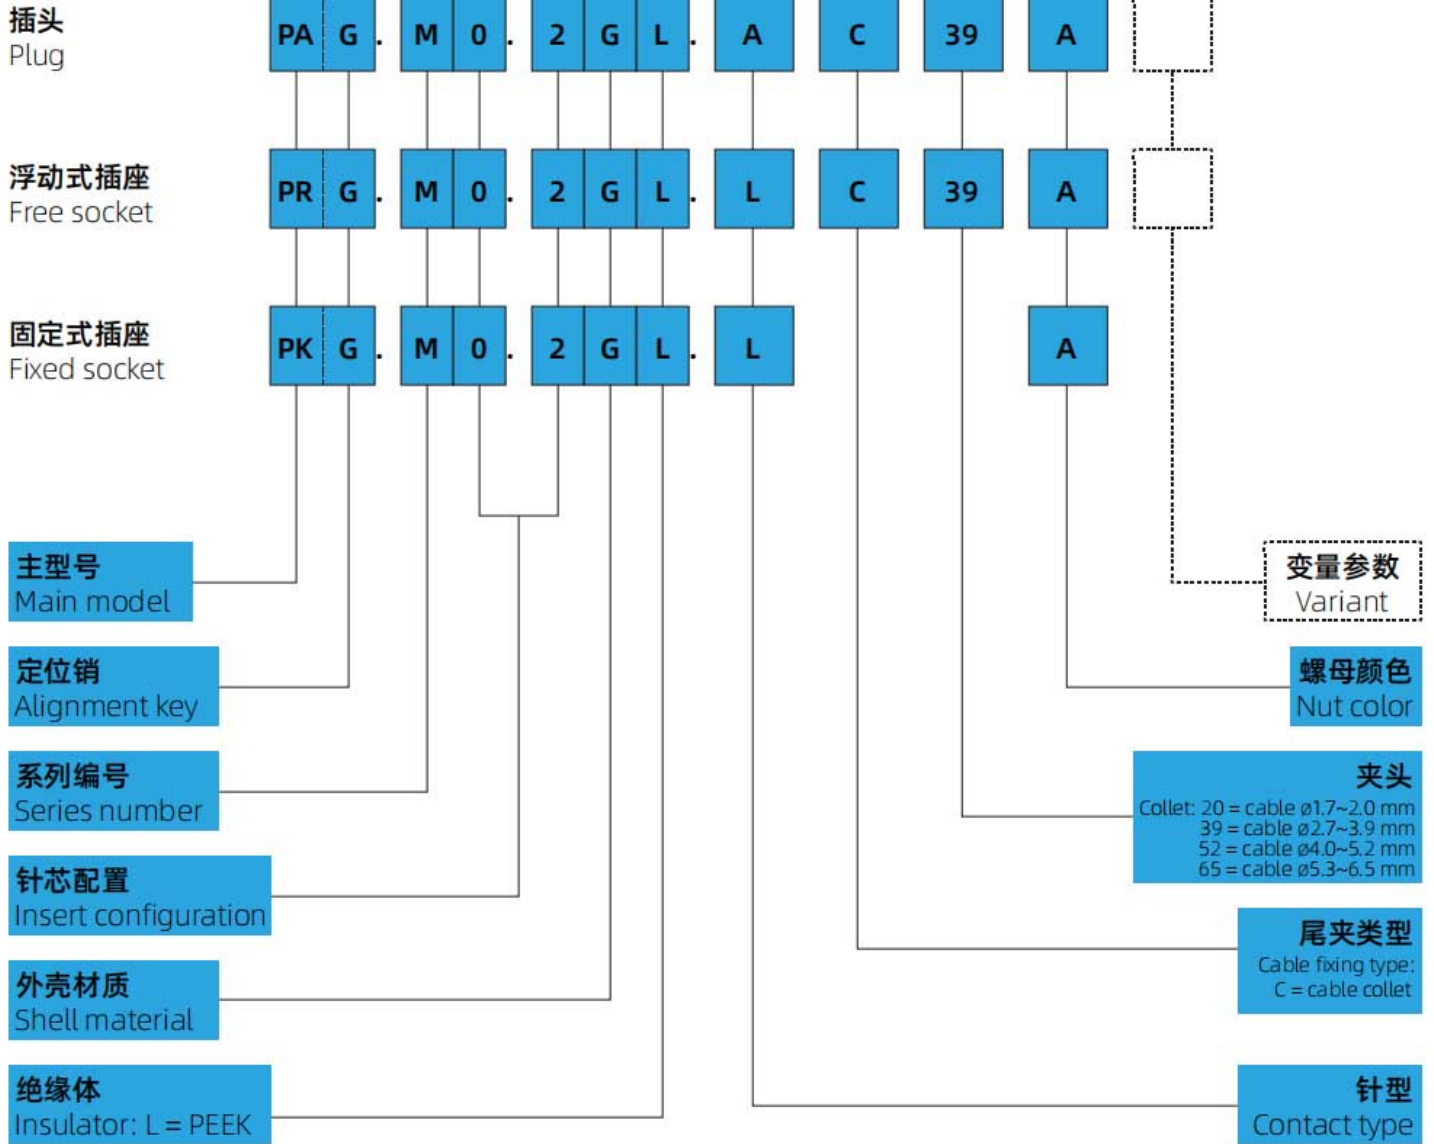 插头
Plug
PA G . M 0 . 2 G L . A C 39 A
浮动式插座
Free socket
PR G . M 0 . 2 G L . L C 39 A
固定式插座
Fixed socket
PK G . M 0 . 2 G L . L A
主型号
Main model
定位销
Alignment key
系列编号
Series number
针芯配置
Insert configuration
外壳材质
Shell material
绝缘体
Insulator: L = PEEK
变量参数
Variant
螺母颜色
Nut color
夹头
Collet: 20 = cable ø1.7~2.0 mm
39 = cable ø2.7~3.9 mm
52 = cable ø4.0~5.2 mm
65 = cable ø5.3~6.5 mm
尾夹类型
Cable fixing type:
C = cable collet
针型
Contact type